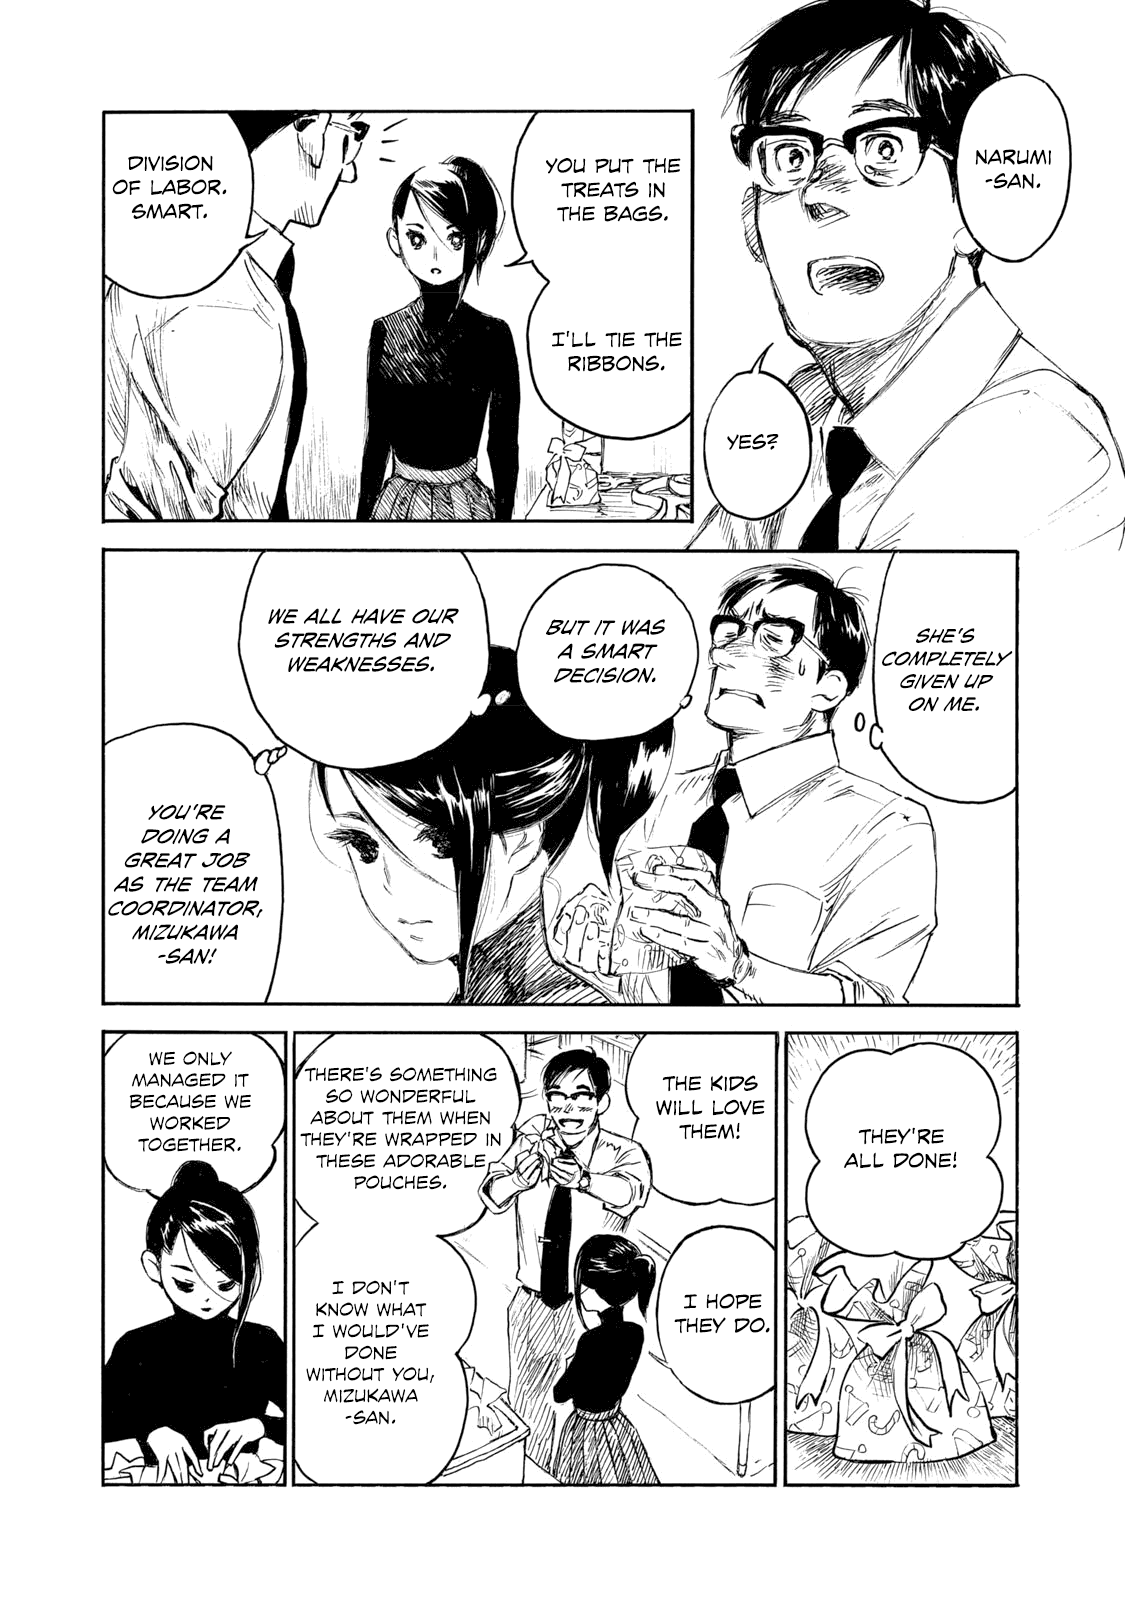 NARUMI
-SAN.
YES?
YOU PUT THE
TREATS IN
THE BAGS.
I'LL TIE THE
RIBBONS.
DIVISION
OF LABOR.
SMART.
SHE'S
COMPLETELY
GIVEN UP
ON ME.
BUT IT WAS
A SMART
DECISION.
WE ALL HAVE OUR
STRENGTHS AND
WEAKNESSES.
YOU'RE
DOING A
GREAT JOB
AS THE TEAM
COORDINATOR,
MIZUKAWA
-SAN!
THEY'RE
ALL DONE!
THE KIDS
WILL LOVE
THEM!
I HOPE
THEY DO.
THERE'S SOMETHING
SO WONDERFUL
ABOUT THEM WHEN
THEY'RE WRAPPED IN
THESE ADORABLE
POUCHES.
I DON'T
KNOW WHAT
I WOULD'VE
DONE
WITHOUT YOU,
MIZUKAWA
-SAN.
WE ONLY
MANAGED IT
BECAUSE WE
WORKED
TOGETHER.